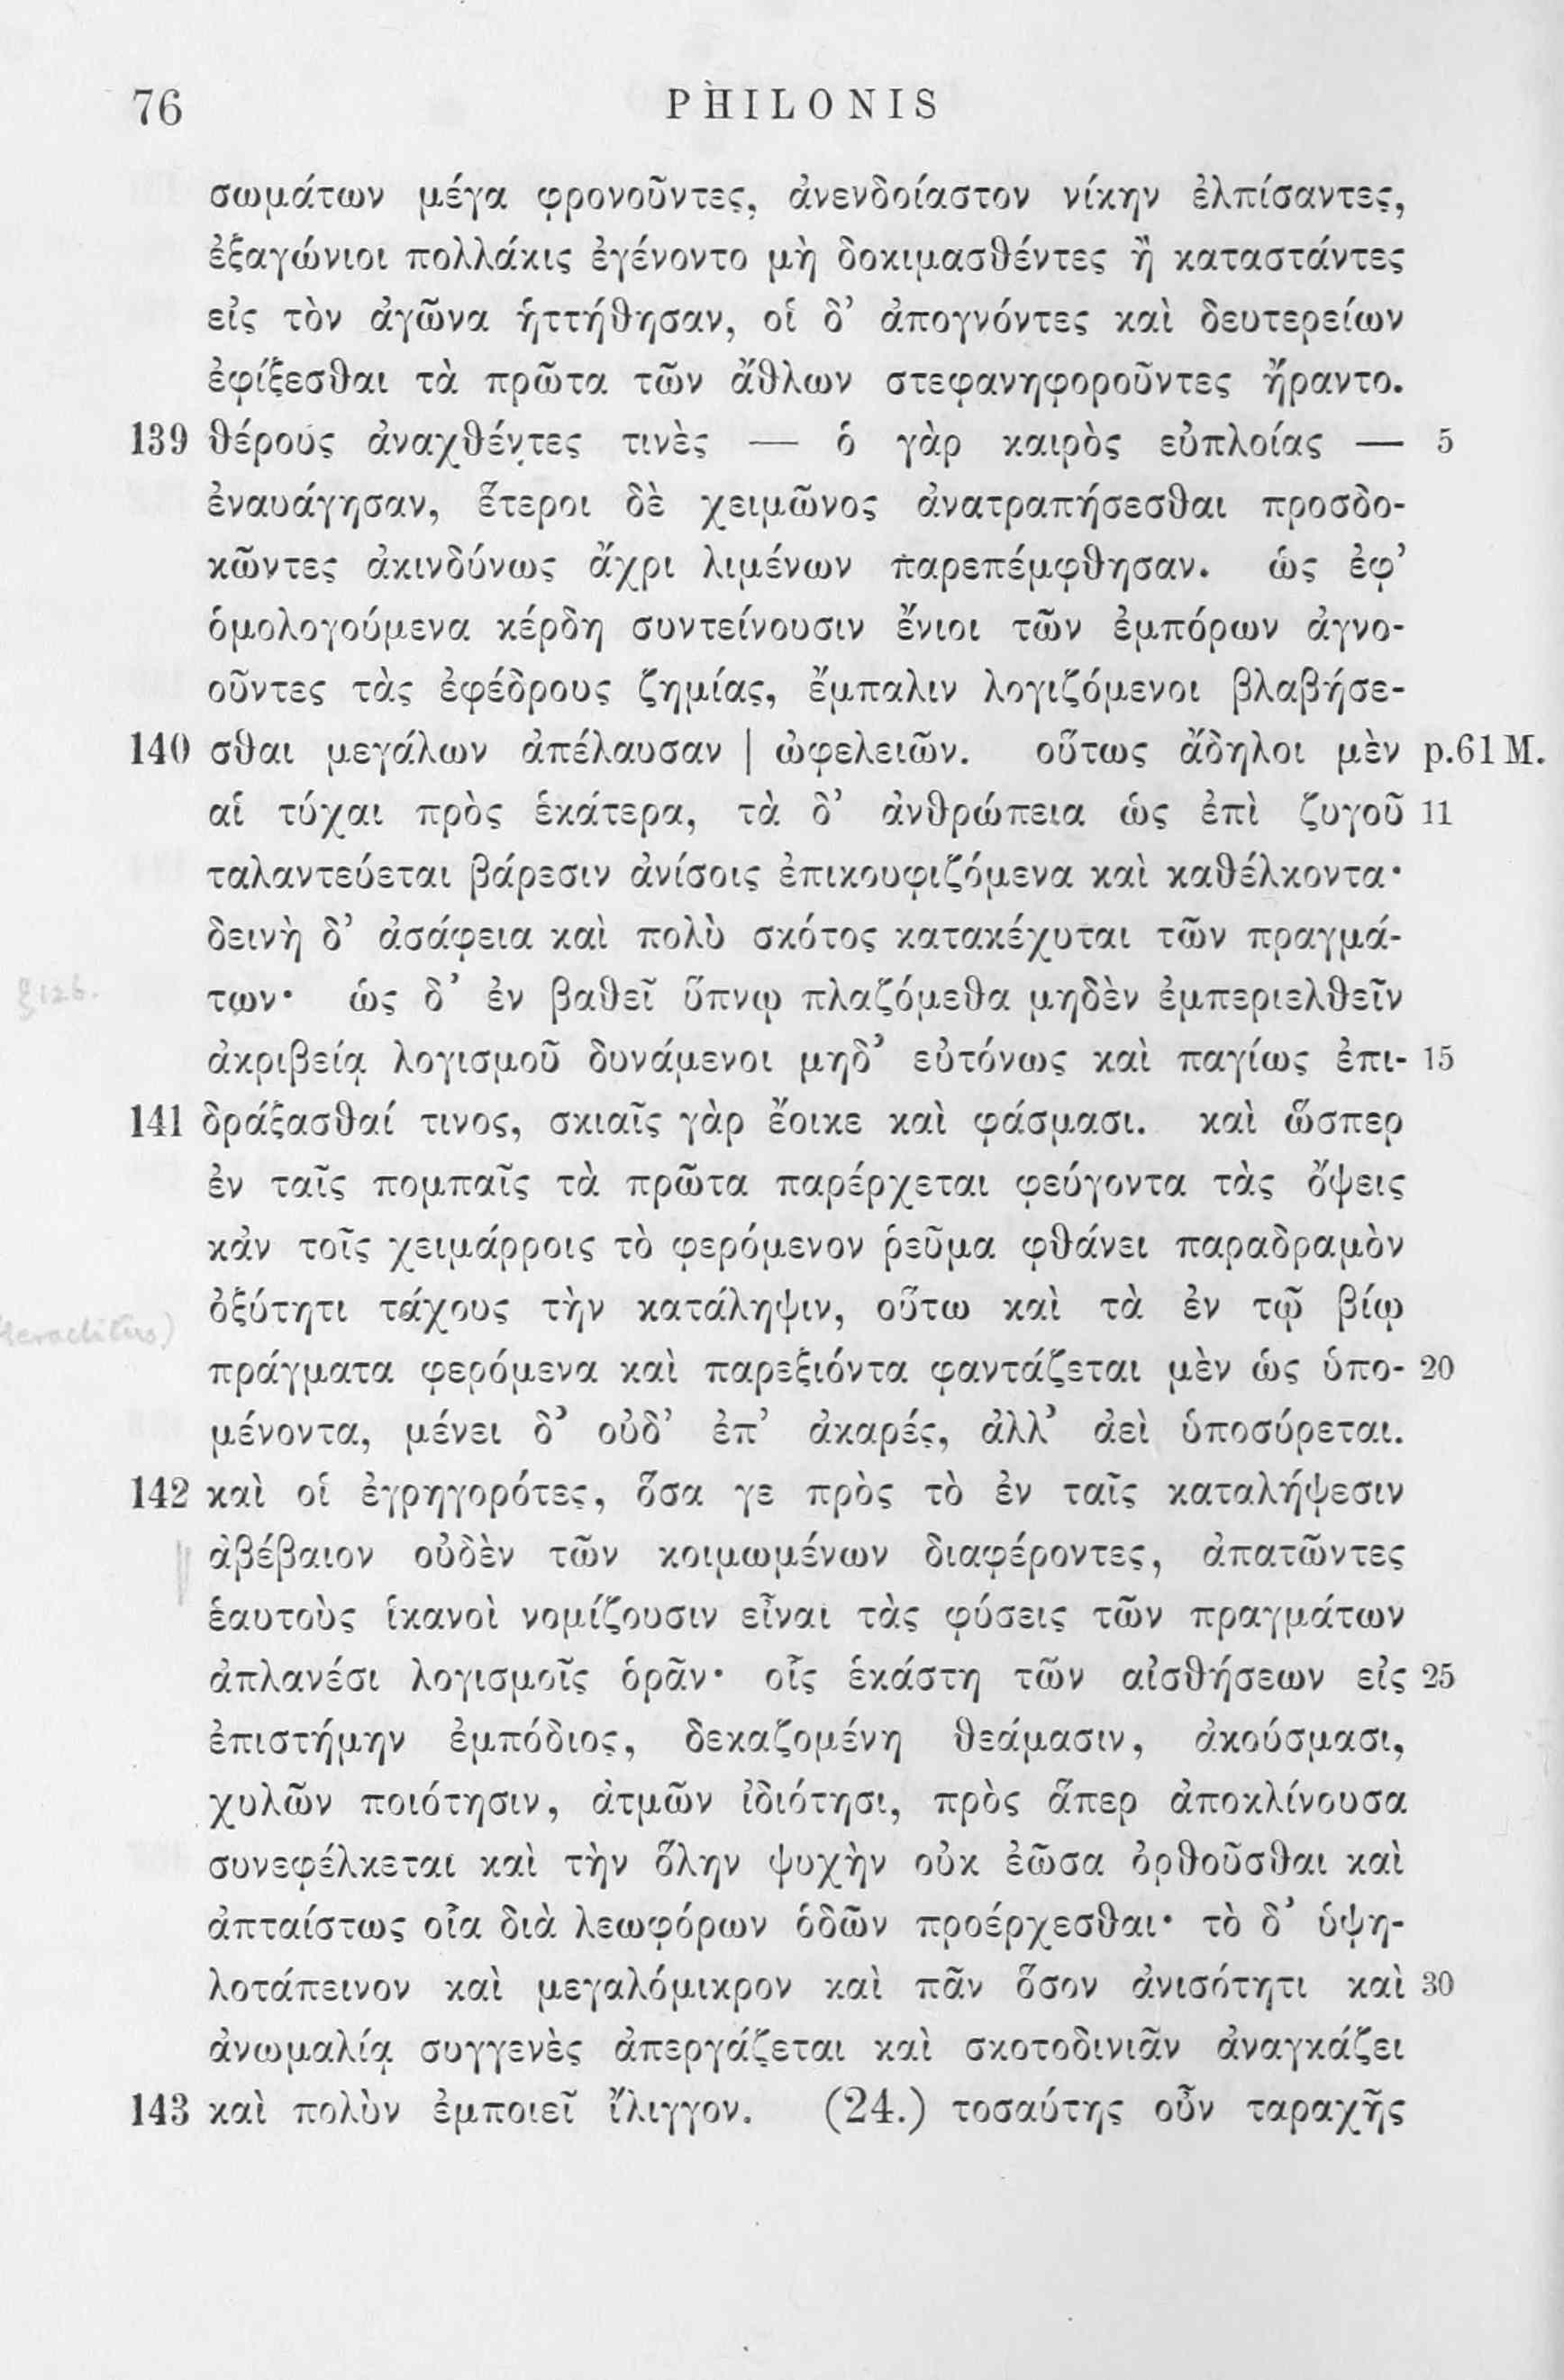 76 PHILONIS
σωμάτων μέγα φρονοῦντες, ἀνενδοίαστον νίκην ἐλπίσαντες,
ἐξαγώνιοι πολλάκις ἐγένοντο μὴ δοκιμασθέντες ἢ καταστάντες
εἰς τὸν ἀγῶνα ἡττήθησαν, οἱ δ’ ἀπογνόντες καὶ δευτερείων
ἐφίξεσθαι τὰ πρῶτα τῶν ἄθλων στεφανηφοροῦντες ἤραντο.
139 θέρους ἀναχθέντες τινὲς — ὁ γὰρ καιρὸς εὐπλοίας — 5
ἐναυάγησαν, ἕτεροι δὲ χειμῶνος ἀνατραπήσεσθαι προσδο-
κῶντες ἀκινδύνως ἄχρι λιμένων παρεπέμφθησαν. ὡς ἐφ’
ὁμολογούμενα κέρδη συντείνουσιν ἔνιοι τῶν ἐμπόρων ἀγνο-
οῦντες τὰς ἐφέδρους ζημίας, ἔμπαλιν λογιζόμενοι βλαβήσε-
140 σθαι μεγάλων ἀπέλαυσαν | ὠφελειῶν. οὕτως ἄδηλοι μὲν p.61 M.
αἱ τύχαι πρὸς ἑκάτερα, τὰ δ’ ἀνθρώπεια ὡς ἐπὶ ζυγοῦ 11
ταλαντεύεται βάρεσιν ἀνίσοις ἐπικουφιζόμενα καὶ καθέλκοντα·
δεινὴ δ’ ἀσάφεια καὶ πολὺ σκότος κατακέχυται τῶν πραγμά-
§126. των· ὡς δ’ ἐν βαθεῖ ὕπνῳ πλαζόμεθα μηδὲν ἐμπεριελθεῖν
ἀκριβείᾳ λογισμοῦ δυνάμενοι μηδ’ εὐτόνως καὶ παγίως ἐπι- 15
141 δράξασθαί τινος, σκιαῖς γὰρ ἔοικε καὶ φάσμασι. καὶ ὥσπερ
ἐν ταῖς πομπαῖς τὰ πρῶτα παρέρχεται φεύγοντα τὰς ὄψεις
κἀν τοῖς χειμάρροις τὸ φερόμενον ῥεῦμα φθάνει παραδραμὸν
ὀξύτητι τάχους τὴν κατάληψιν, οὕτω καὶ τὰ ἐν τῷ βίῳ
πράγματα φερόμενα καὶ παρεξιόντα φαντάζεται μὲν ὡς ὑπο- 20
μένοντα, μένει δ’ οὐδ’ ἐπ’ ἀκαρές, ἀλλ’ ἀεὶ ὑποσύρεται.
142 καὶ οἱ ἐγρηγορότες, ὅσα γε πρὸς τὸ ἐν ταῖς καταλήψεσιν
ἀβέβαιον οὐδὲν τῶν κοιμωμένων διαφέροντες, ἀπατῶντες
ἑαυτοὺς ἱκανοὶ νομίζουσιν εἶναι τὰς φύσεις τῶν πραγμάτων
ἀπλανέσι λογισμοῖς ὁρᾶν· οἷς ἑκάστη τῶν αἰσθήσεων εἰς 25
ἐπιστήμην ἐμπόδιος, δεκαζομένη θεάμασιν, ἀκούσμασι,
χυλῶν ποιότησιν, ἀτμῶν ἰδιότησι, πρὸς ἅπερ ἀποκλίνουσα
συνεφέλκεται καὶ τὴν ὅλην ψυχὴν οὐκ ἐῶσα ὀρθοῦσθαι καὶ
ἀπταίστως οἷα διὰ λεωφόρων ὁδῶν προέρχεσθαι· τὸ δ’ ὑψη-
λοτάπεινον καὶ μεγαλόμικρον καὶ πᾶν ὅσον ἀνισότητι καὶ 30
ἀνωμαλίᾳ συγγενὲς ἀπεργάζεται καὶ σκοτοδινιᾶν ἀναγκάζει
143 καὶ πολὺν ἐμποιεῖ ἴλιγγον. (24.) τοσαύτης οὖν ταραχῆς